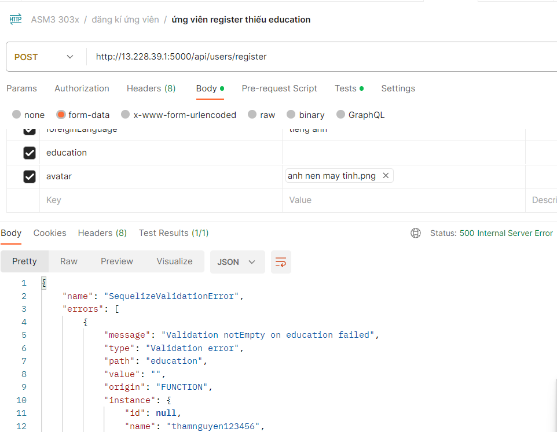 HTTP ASM3 303x / đăng kí ứng viên / ứng viên register thiếu education
POST http://13.228.39.1:5000/api/users/register
Params Authorization Headers (8) Body Pre-request Script Tests Settings
none form-data x-www-form-urlencoded raw binary GraphQL
foreignLanguage tieng anh
education
avatar anh nen may tinh.png
Key Value Descri
Body Cookies Headers (8) Test Results (1/1) Status: 500 Internal Server Error
Pretty Raw Preview Visualize JSON
1 {
2 "name": "SequelizeValidationError",
3 "errors": [
4 {
5 "message": "Validation notEmpty on education failed",
6 "type": "Validation error",
7 "path": "education",
8 "value": "",
9 "origin": "FUNCTION",
10 "instance": {
11 "id": null,
12 "name": "thamnguyen123456",